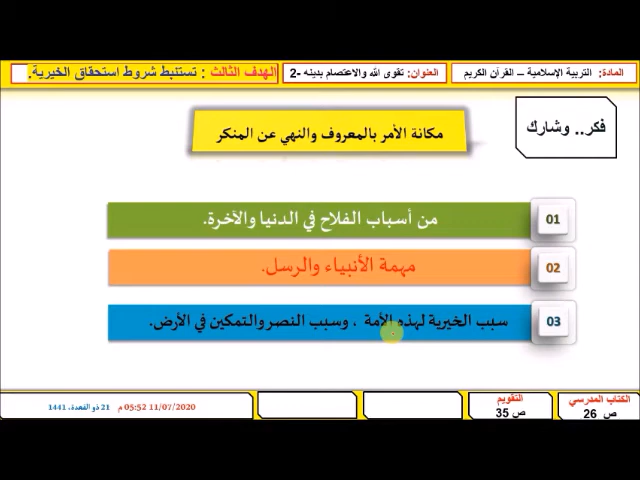 المادة: التربية الإسلامية – القرآن الكريم
العنوان: تقوى الله والاعتصام بدينه -2
الهدف الثالث : تستنبط شروط استحقاق الخيرية.
فكر.. وشارك
مكانة الأمر بالمعروف والنهي عن المنكر
01 من أسباب الفلاح في الدنيا والآخرة.
02 مهمة الأنبياء والرسل.
03 سبب الخيرية لهذه الأمة ، وسبب النصر والتمكين في الأرض.
الكتاب المدرسي
ص 26
التقويم
ص 35
21 ذو القعدة، 1441 11/07/2020 05:52 م